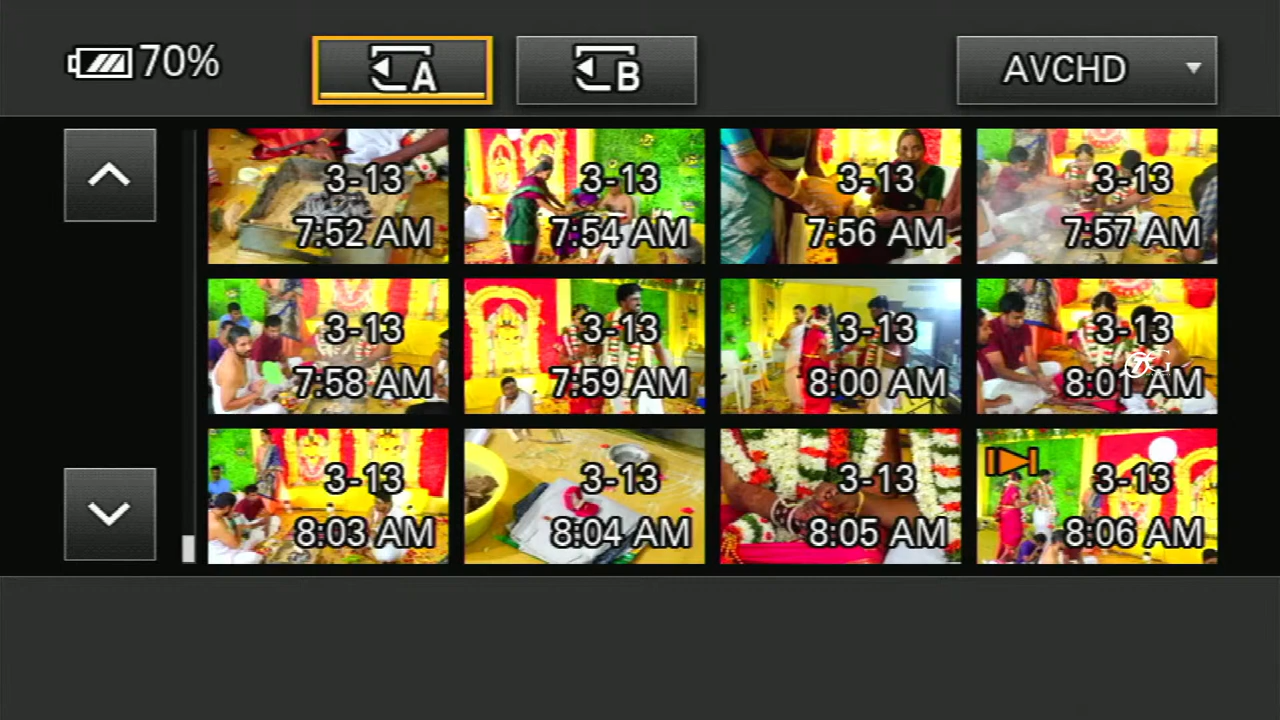 70%
A
B
AVCHD
3-13
7:52 AM
3-13
7:54 AM
3-13
7:56 AM
3-13
7:57 AM
3-13
7:58 AM
3-13
7:59 AM
3-13
8:00 AM
3-13
8:01 AM
3-13
8:03 AM
3-13
8:04 AM
3-13
8:05 AM
3-13
8:06 AM